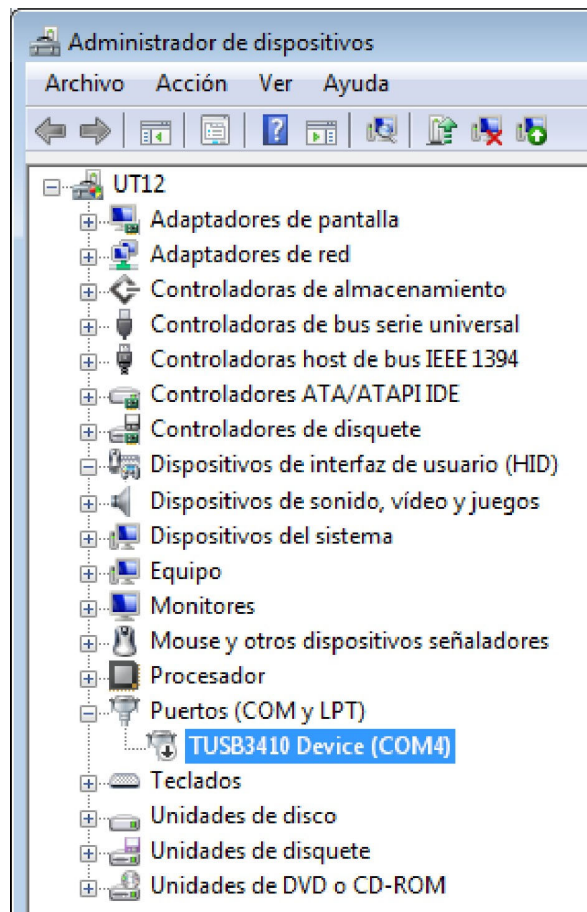 Administrador de dispositivos
Archivo Acción Ver Ayuda
UT12
Adaptadores de pantalla
Adaptadores de red
Controladoras de almacenamiento
Controladoras de bus serie universal
Controladoras host de bus IEEE 1394
Controladores ATA/ATAPI IDE
Controladores de disquete
Dispositivos de interfaz de usuario (HID)
Dispositivos de sonido, vídeo y juegos
Dispositivos del sistema
Equipo
Monitores
Mouse y otros dispositivos señaladores
Procesador
Puertos (COM y LPT)
TUSB3410 Device (COM4)
Teclados
Unidades de disco
Unidades de disquete
Unidades de DVD o CD-ROM